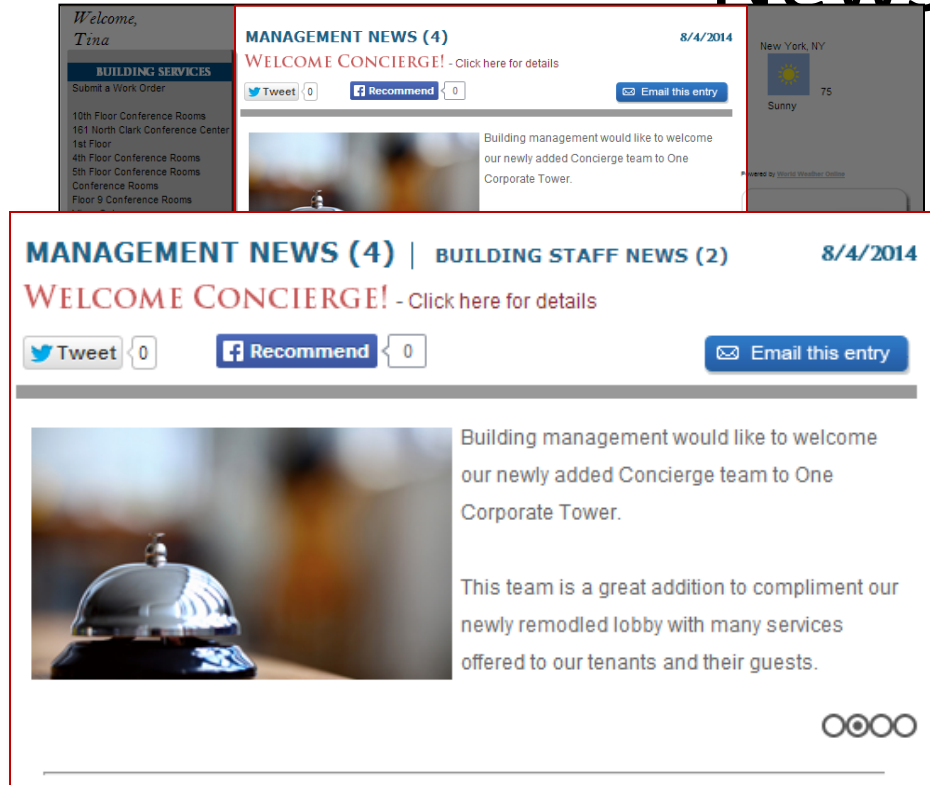 News
Welcome,
Tina
BUILDING SERVICES
Submit a Work Order
10th Floor Conference Rooms
161 North Clark Conference Center
1st Floor
4th Floor Conference Rooms
5th Floor Conference Rooms
Conference Rooms
Floor 9 Conference Rooms
MANAGEMENT NEWS (4) 8/4/2014
WELCOME CONCIERGE! - Click here for details
Tweet 0 Recommend 0 Email this entry
Building management would like to welcome
our newly added Concierge team to One
Corporate Tower.
New York, NY
75
Sunny
Powered by World Weather Online
MANAGEMENT NEWS (4) | BUILDING STAFF NEWS (2) 8/4/2014
WELCOME CONCIERGE! - Click here for details
Tweet 0 Recommend 0 Email this entry
Building management would like to welcome
our newly added Concierge team to One
Corporate Tower.
This team is a great addition to compliment our
newly remodled lobby with many services
offered to our tenants and their guests.